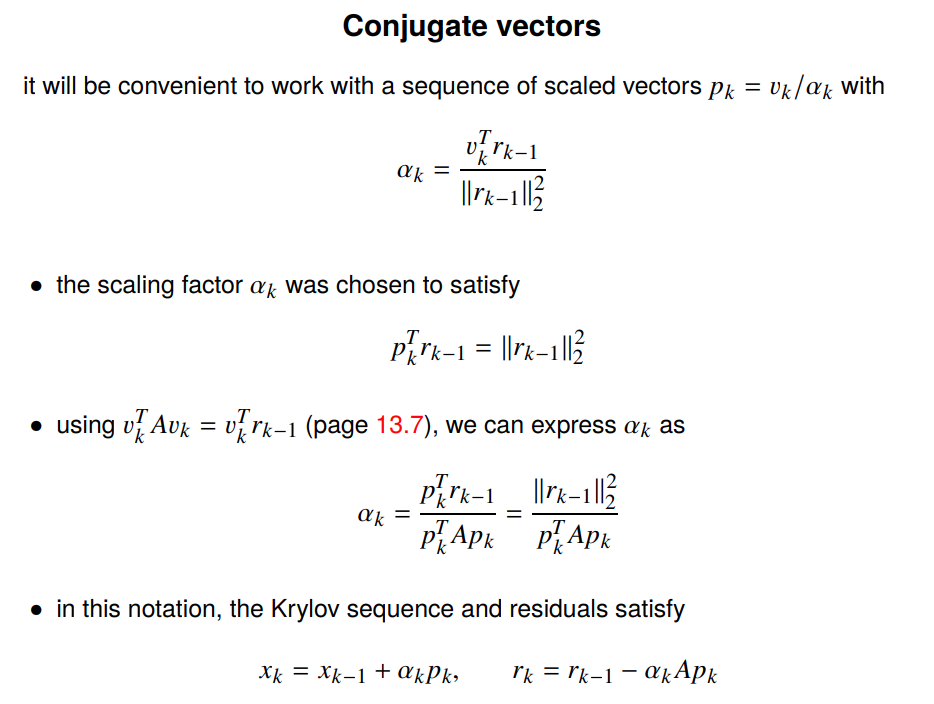 Conjugate vectors
it will be convenient to work with a sequence of scaled vectors $p_k = v_k/\alpha_k$ with
$\alpha_k = \frac{v_k^T r_{k-1}}{\|r_{k-1}\|_2^2}$
• the scaling factor $\alpha_k$ was chosen to satisfy
$p_k^T r_{k-1} = \|r_{k-1}\|_2^2$
• using $v_k^T A v_k = v_k^T r_{k-1}$ (page 13.7), we can express $\alpha_k$ as
$\alpha_k = \frac{p_k^T r_{k-1}}{p_k^T A p_k} = \frac{\|r_{k-1}\|_2^2}{p_k^T A p_k}$
• in this notation, the Krylov sequence and residuals satisfy
$x_k = x_{k-1} + \alpha_k p_k, \qquad r_k = r_{k-1} - \alpha_k A p_k$